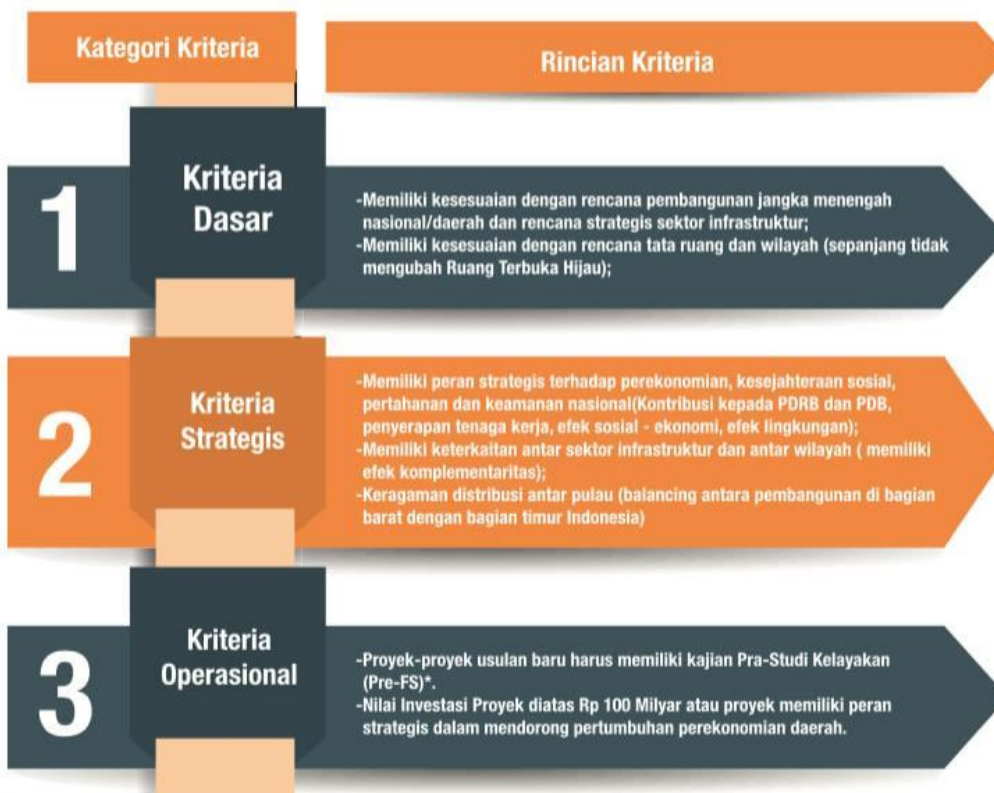 Kategori Kriteria
Rincian Kriteria
1
Kriteria
Dasar
-Memiliki kesesuaian dengan rencana pembangunan jangka menengah
nasional/daerah dan rencana strategis sektor infrastruktur;
-Memiliki kesesuaian dengan rencana tata ruang dan wilayah (sepanjang tidak
mengubah Ruang Terbuka Hijau);
2
Kriteria
Strategis
-Memiliki peran strategis terhadap perekonomian, kesejahteraan sosial,
pertahanan dan keamanan nasional(Kontribusi kepada PDRB dan PDB,
penyerapan tenaga kerja, efek sosial - ekonomi, efek lingkungan);
-Memiliki keterkaitan antar sektor infrastruktur dan antar wilayah ( memiliki
efek komplementaritas);
-Keragaman distribusi antar pulau (balancing antara pembangunan di bagian
barat dengan bagian timur Indonesia)
3
Kriteria
Operasional
-Proyek-proyek usulan baru harus memiliki kajian Pra-Studi Kelayakan
(Pre-FS)*.
-Nilai Investasi Proyek diatas Rp 100 Milyar atau proyek memiliki peran
strategis dalam mendorong pertumbuhan perekonomian daerah.